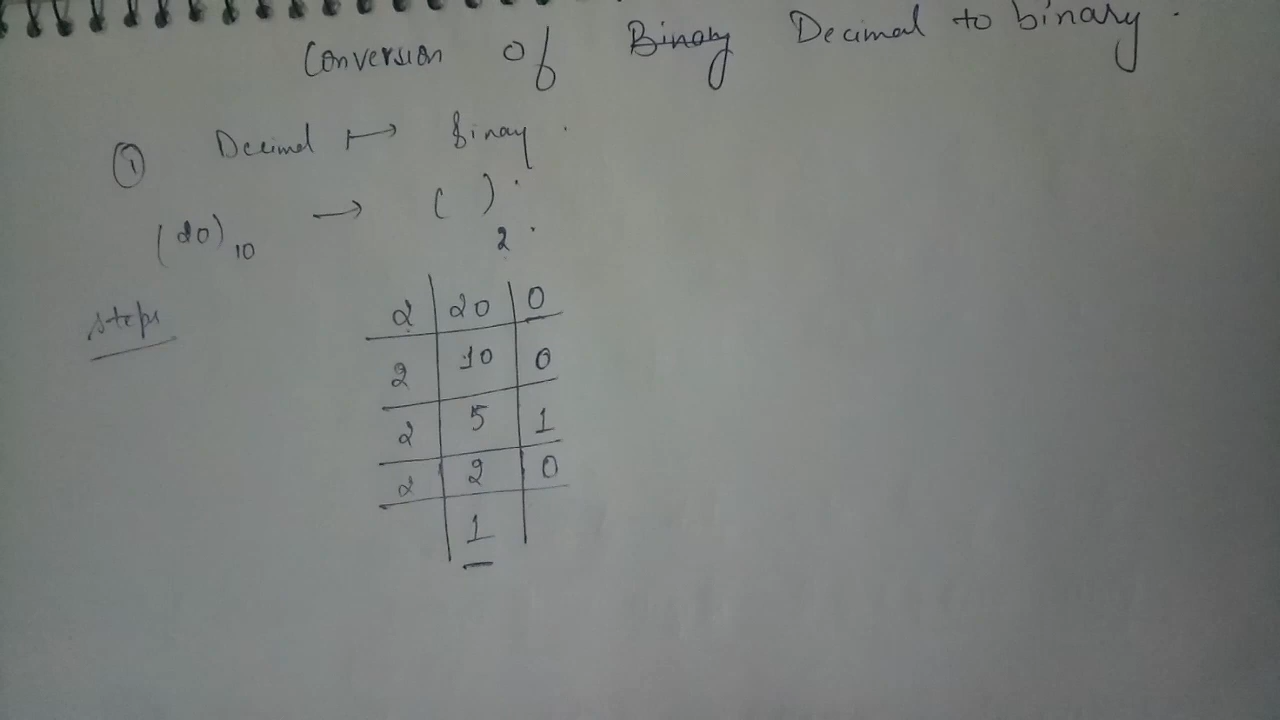 Conversion of Binary Decimal to binary.
① Decimal ↦ Binay.
(20)10 → ( )2.
steps
2 | 20 | 0
2 | 10 | 0
2 | 5 | 1
2 | 2 | 0
| 1 |